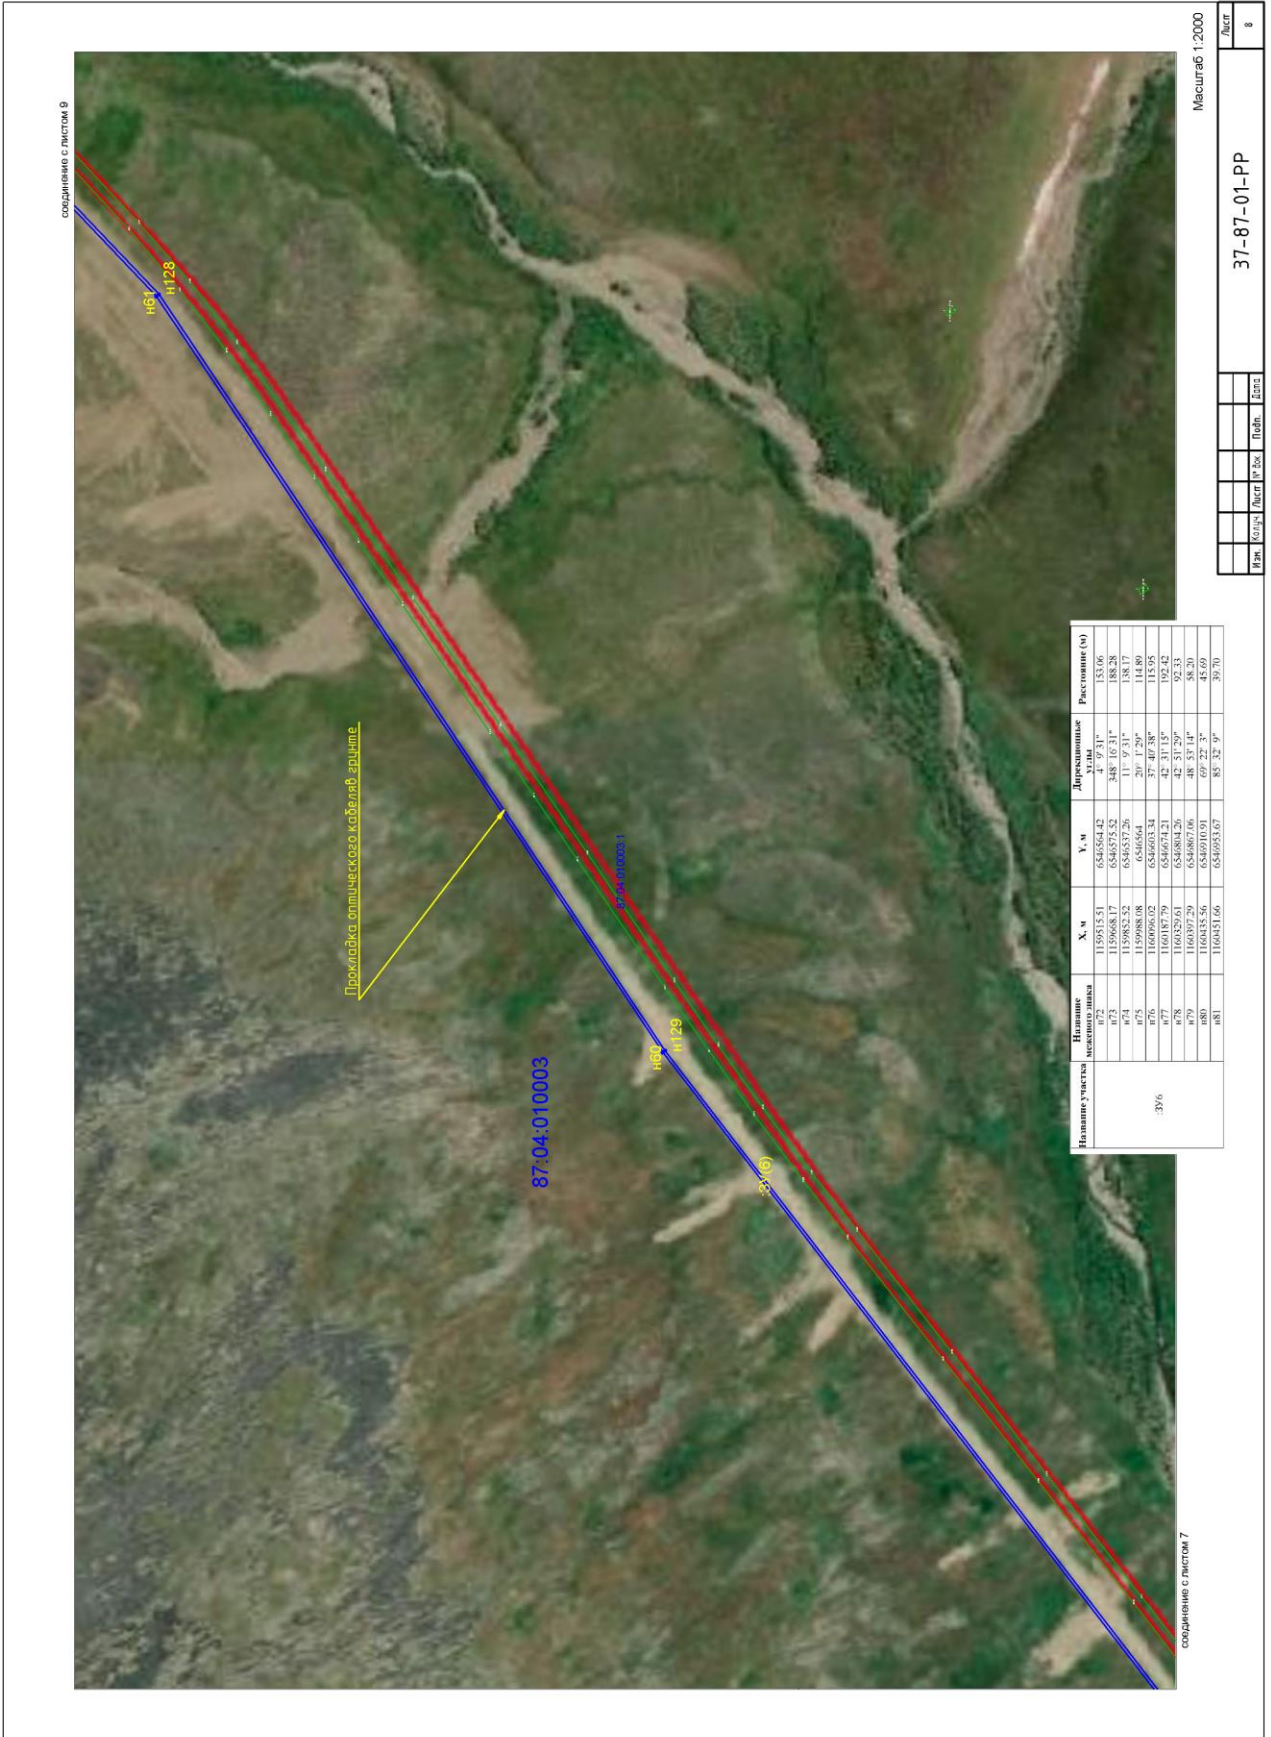 соединение с листом 9
н61
н128
Прокладка оптического кабеляв грунте
87:04:010003:1
н60
н129
87:04:010003
:ЗУ(6)
соединение с листом 7
Название участка Название межевого знака X, м Y, м Дирекционные углы Расстояние (м)
:ЗУ6
н72 1159515.51 6546564.42 4° 9' 31" 153.06
н73 1159668.17 6546575.52 348° 16' 31" 188.28
н74 1159852.52 6546537.26 11° 9' 31" 138.17
н75 1159988.08 6546564 20° 1' 29" 114.89
н76 1160096.02 6546603.34 37° 40' 38" 115.95
н77 1160187.79 6546674.21 42° 31' 15" 192.42
н78 1160329.61 6546804.26 42° 51' 29" 92.33
н79 1160397.29 6546867.06 48° 53' 14" 58.20
н80 1160435.56 6546910.91 69° 22' 3" 45.69
н81 1160451.66 6546953.67 85° 32' 9" 39.70
Масштаб 1:2000
Изм. Кол.уч. Лист № док. Подп. Дата
37-87-01-РР
Лист
8